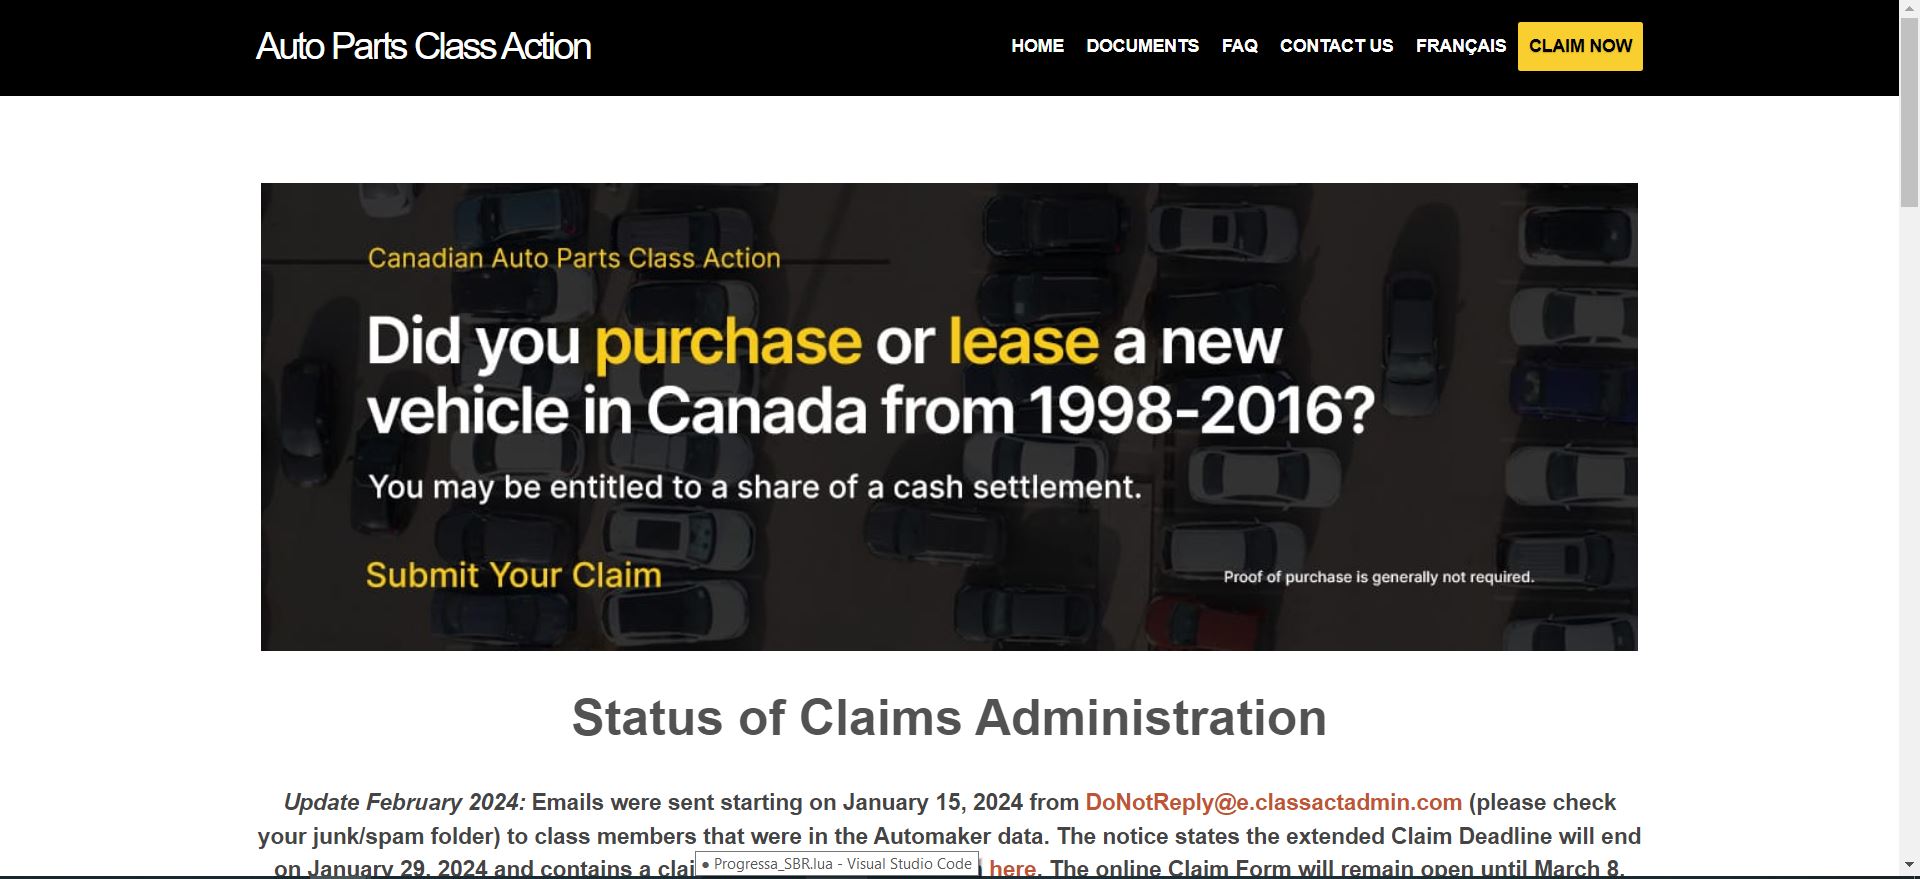 Auto Parts Class Action
HOME DOCUMENTS FAQ CONTACT US FRANÇAIS CLAIM NOW
Canadian Auto Parts Class Action
Did you purchase or lease a new
vehicle in Canada from 1998-2016?
You may be entitled to a share of a cash settlement.
Submit Your Claim
Proof of purchase is generally not required.
Status of Claims Administration
Update February 2024: Emails were sent starting on January 15, 2024 from DoNotReply@e.classactadmin.com (please check
your junk/spam folder) to class members that were in the Automaker data. The notice states the extended Claim Deadline will end
on January 29, 2024 and contains a here. The online Claim Form will remain open until March 8,
● Progressa_SBR.lua - Visual Studio Code